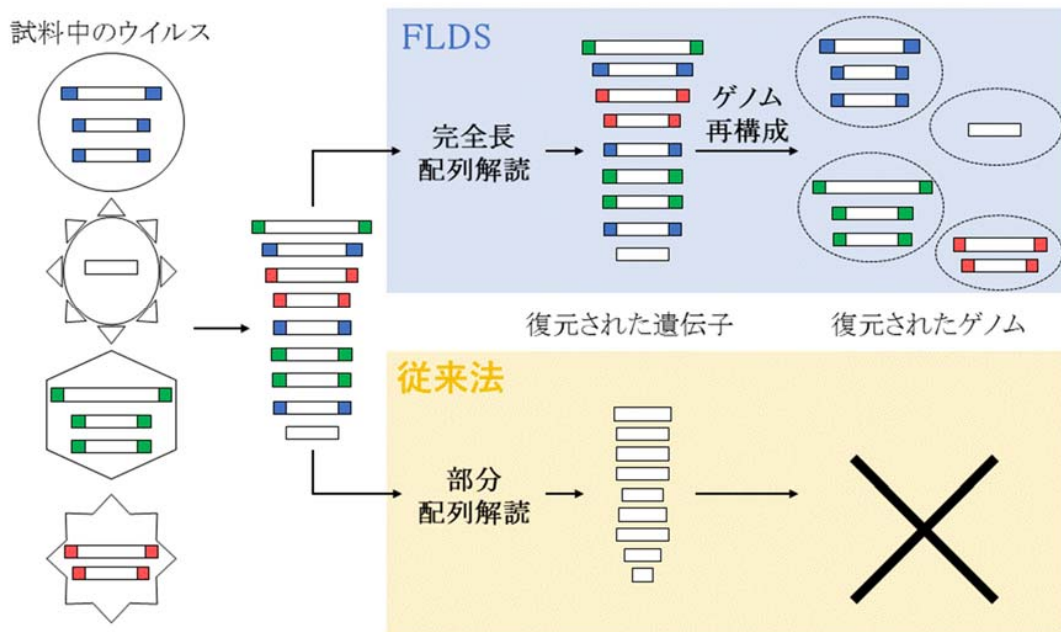 試料中のウイルス
FLDS
完全長
配列解読
ゲノム
再構成
復元された遺伝子
復元されたゲノム
従来法
部分
配列解読